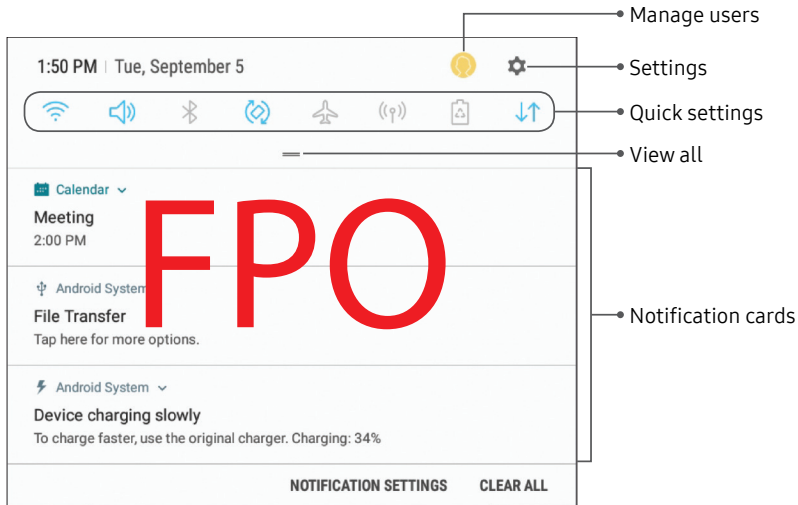 Manage users
1:50 PM | Tue, September 5
Settings
Quick settings
View all
Calendar
Meeting
2:00 PM
FPO
Android System
File Transfer
Tap here for more options.
Notification cards
Android System
Device charging slowly
To charge faster, use the original charger. Charging: 34%
NOTIFICATION SETTINGS CLEAR ALL